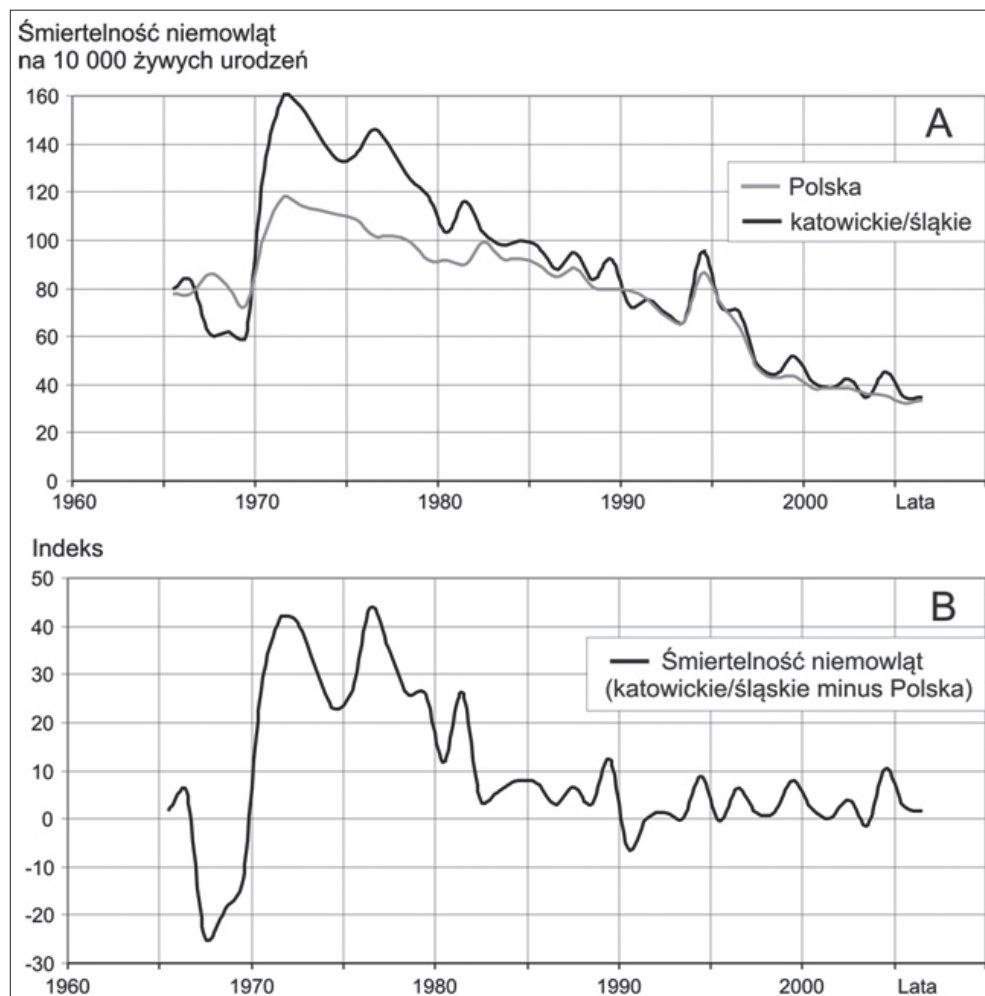 Śmiertelność niemowląt
na 10 000 żywych urodzeń
160
A
140
120
Polska
100
katowickie/śląkie
80
60
40
20
0
1960 1970 1980 1990 2000 Lata
Indeks
50
B
40
30
Śmiertelność niemowląt
(katowickie/śląskie minus Polska)
20
10
0
-10
-20
-30
1960 1970 1980 1990 2000 Lata